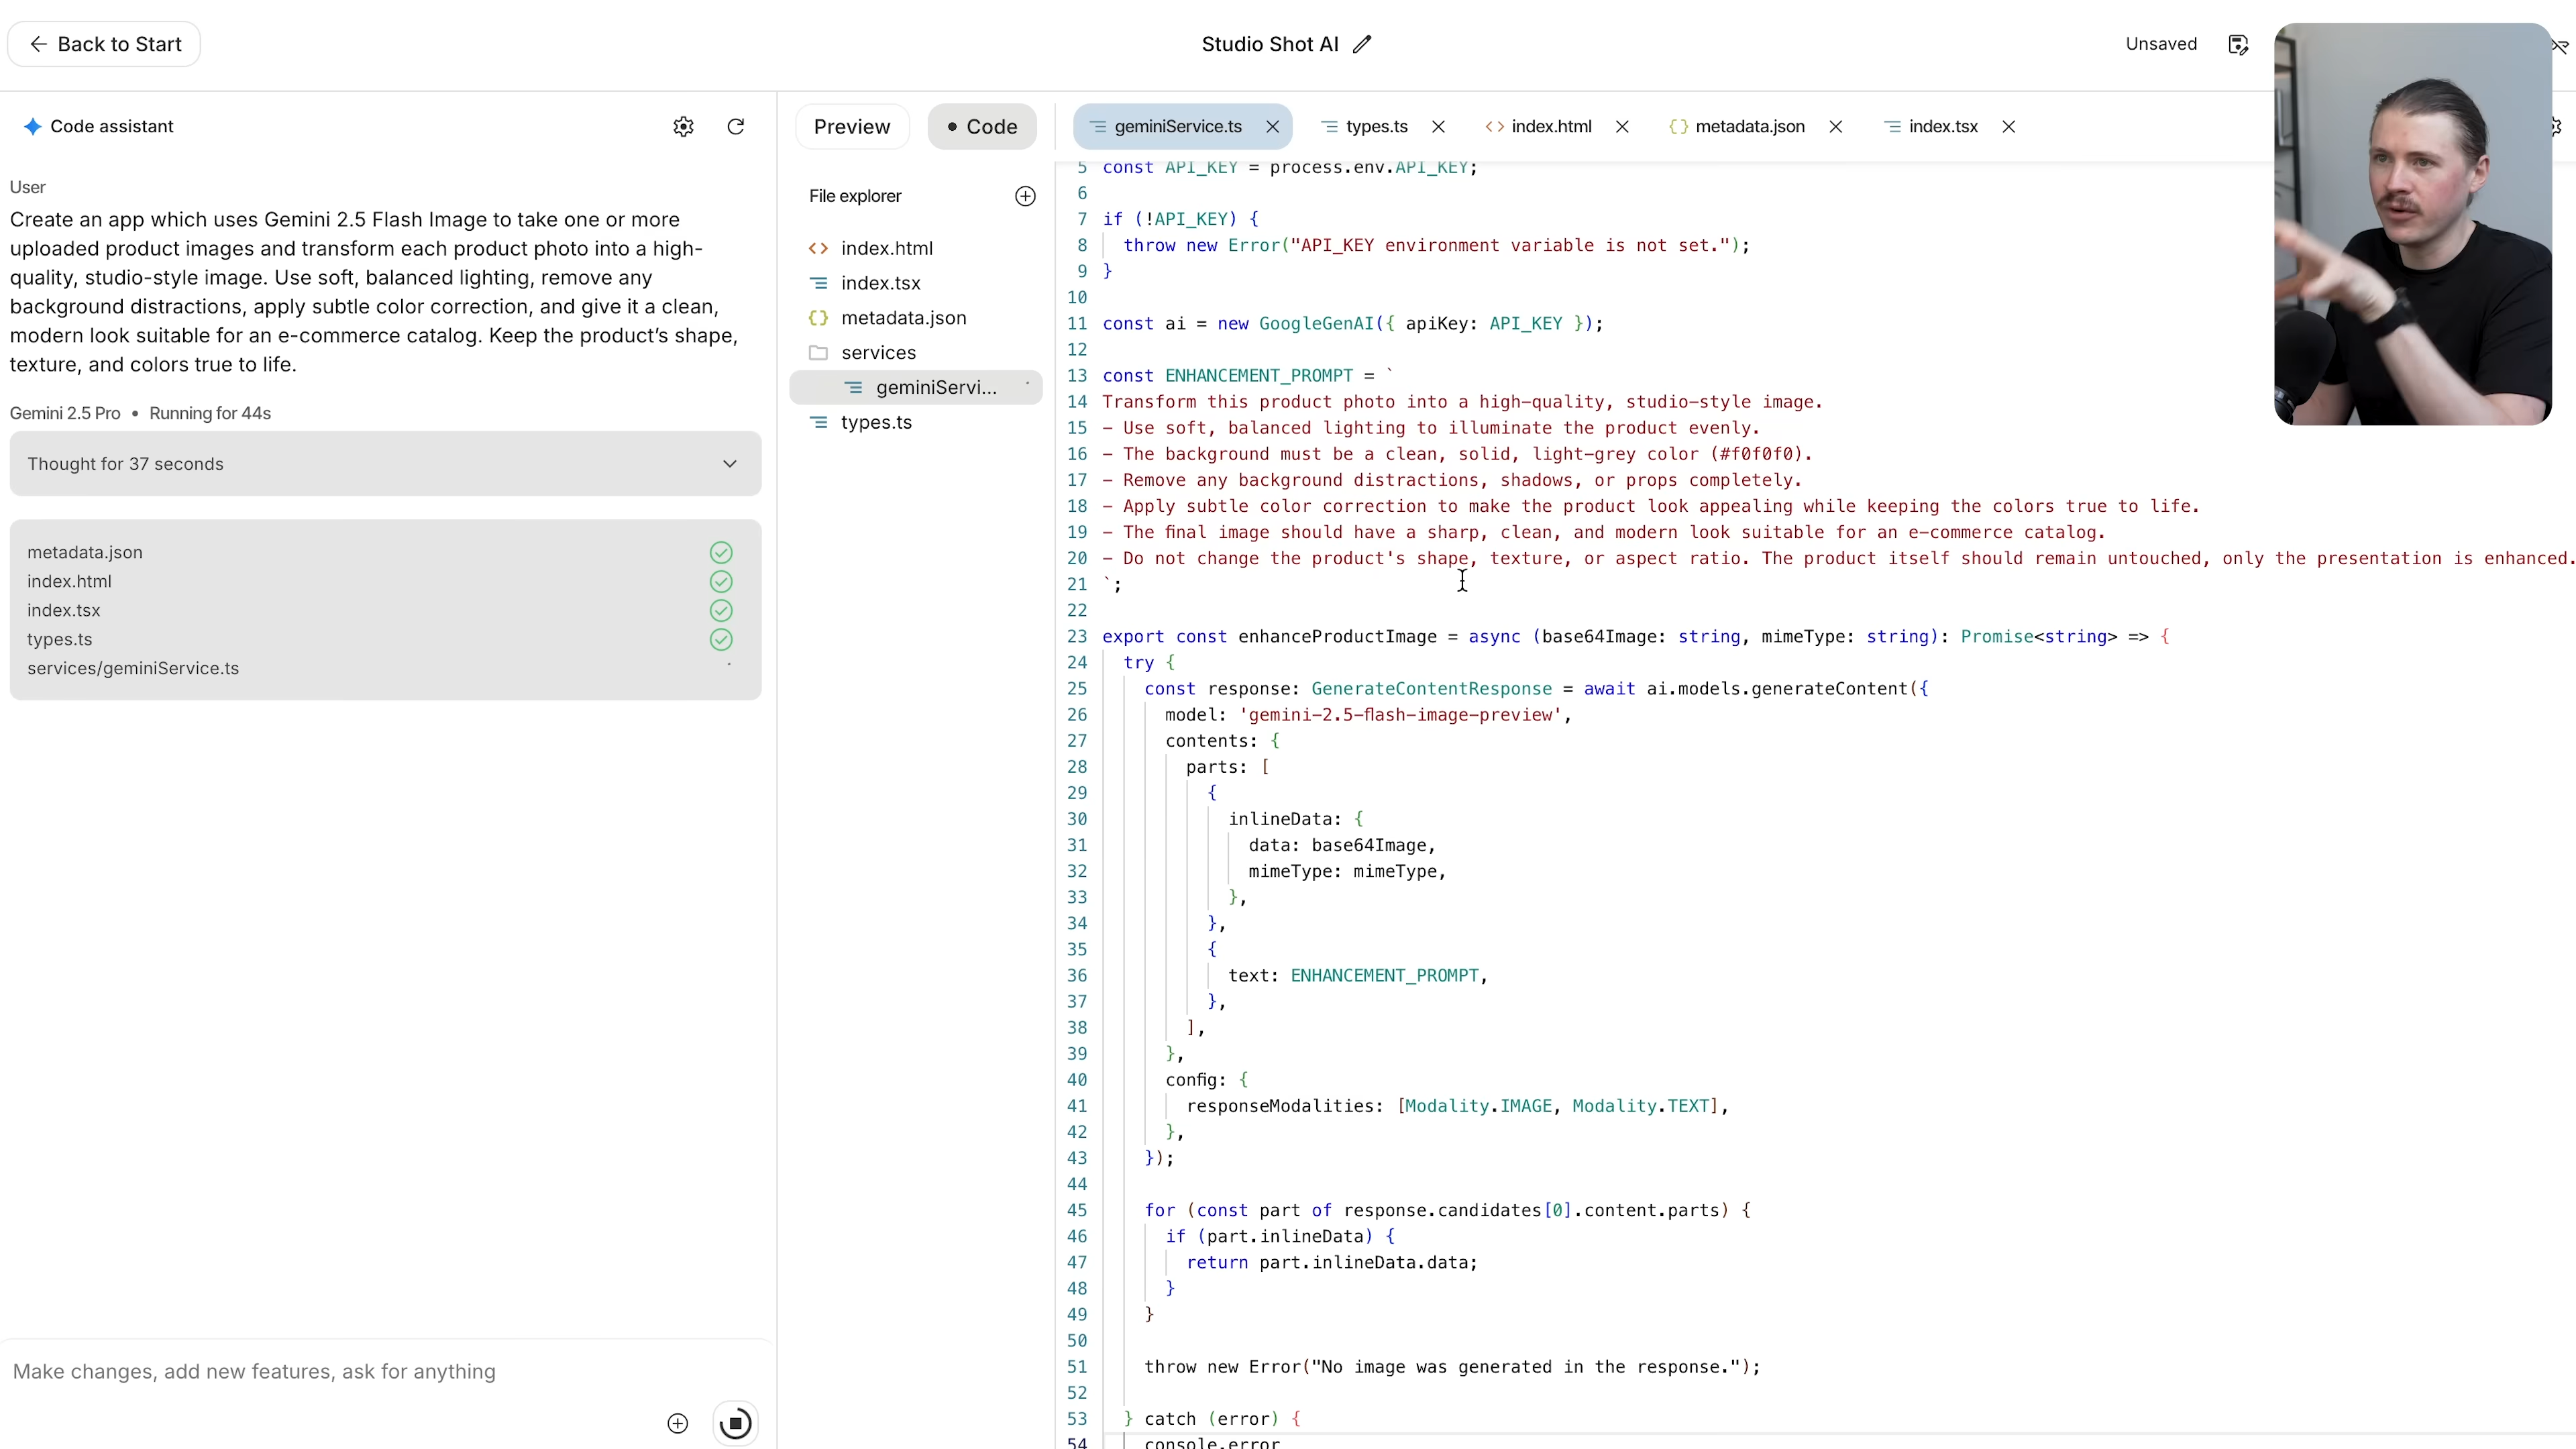 Back to Start
Studio Shot AI
Unsaved
Code assistant
User
Create an app which uses Gemini 2.5 Flash Image to take one or more
uploaded product images and transform each product photo into a high-
quality, studio-style image. Use soft, balanced lighting, remove any
background distractions, apply subtle color correction, and give it a clean,
modern look suitable for an e-commerce catalog. Keep the product’s shape,
texture, and colors true to life.
Gemini 2.5 Pro • Running for 44s
Thought for 37 seconds
metadata.json
index.html
index.tsx
types.ts
services/geminiService.ts
Make changes, add new features, ask for anything
Preview
Code
File explorer
index.html
index.tsx
metadata.json
services
geminiServi...
types.ts
geminiService.ts
types.ts
index.html
metadata.json
index.tsx
5 const API_KEY = process.env.API_KEY;
6
7 if (!API_KEY) {
8 throw new Error("API_KEY environment variable is not set.");
9 }
10
11 const ai = new GoogleGenAI({ apiKey: API_KEY });
12
13 const ENHANCEMENT_PROMPT = `
14 Transform this product photo into a high-quality, studio-style image.
15 - Use soft, balanced lighting to illuminate the product evenly.
16 - The background must be a clean, solid, light-grey color (#f0f0f0).
17 - Remove any background distractions, shadows, or props completely.
18 - Apply subtle color correction to make the product look appealing while keeping the colors true to life.
19 - The final image should have a sharp, clean, and modern look suitable for an e-commerce catalog.
20 - Do not change the product's shape, texture, or aspect ratio. The product itself should remain untouched, only the presentation is enhanced.
21 `;
22
23 export const enhanceProductImage = async (base64Image: string, mimeType: string): Promise<string> => {
24 try {
25 const response: GenerateContentResponse = await ai.models.generateContent({
26 model: 'gemini-2.5-flash-image-preview',
27 contents: {
28 parts: [
29 {
30 inlineData: {
31 data: base64Image,
32 mimeType: mimeType,
33 },
34 },
35 {
36 text: ENHANCEMENT_PROMPT,
37 },
38 ],
39 },
40 config: {
41 responseModalities: [Modality.IMAGE, Modality.TEXT],
42 },
43 });
44
45 for (const part of response.candidates[0].content.parts) {
46 if (part.inlineData) {
47 return part.inlineData.data;
48 }
49 }
50
51 throw new Error("No image was generated in the response.");
52
53 } catch (error) {
54 console.error